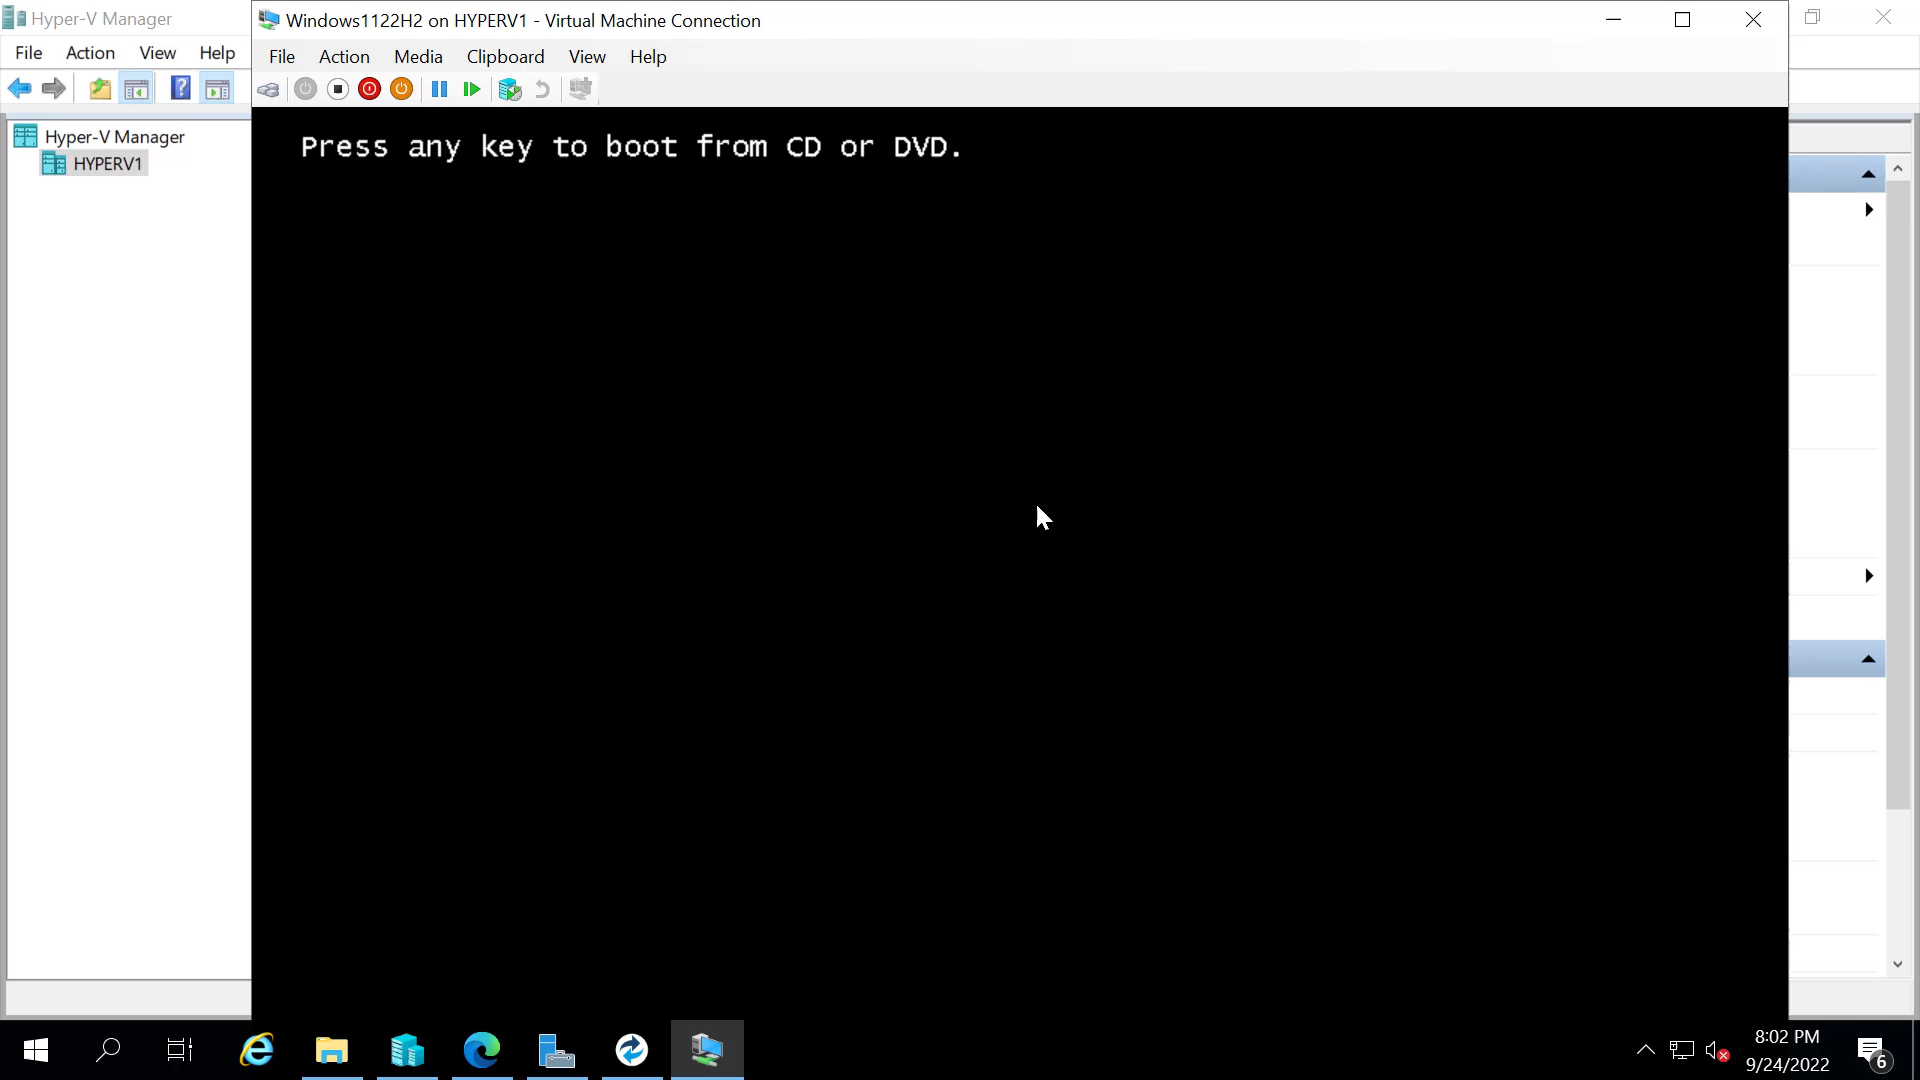 Hyper-V Manager
File Action View Help
Hyper-V Manager
HYPERV1
Windows1122H2 on HYPERV1 - Virtual Machine Connection
File Action Media Clipboard View Help
Press any key to boot from CD or DVD.
8:02 PM
9/24/2022
6